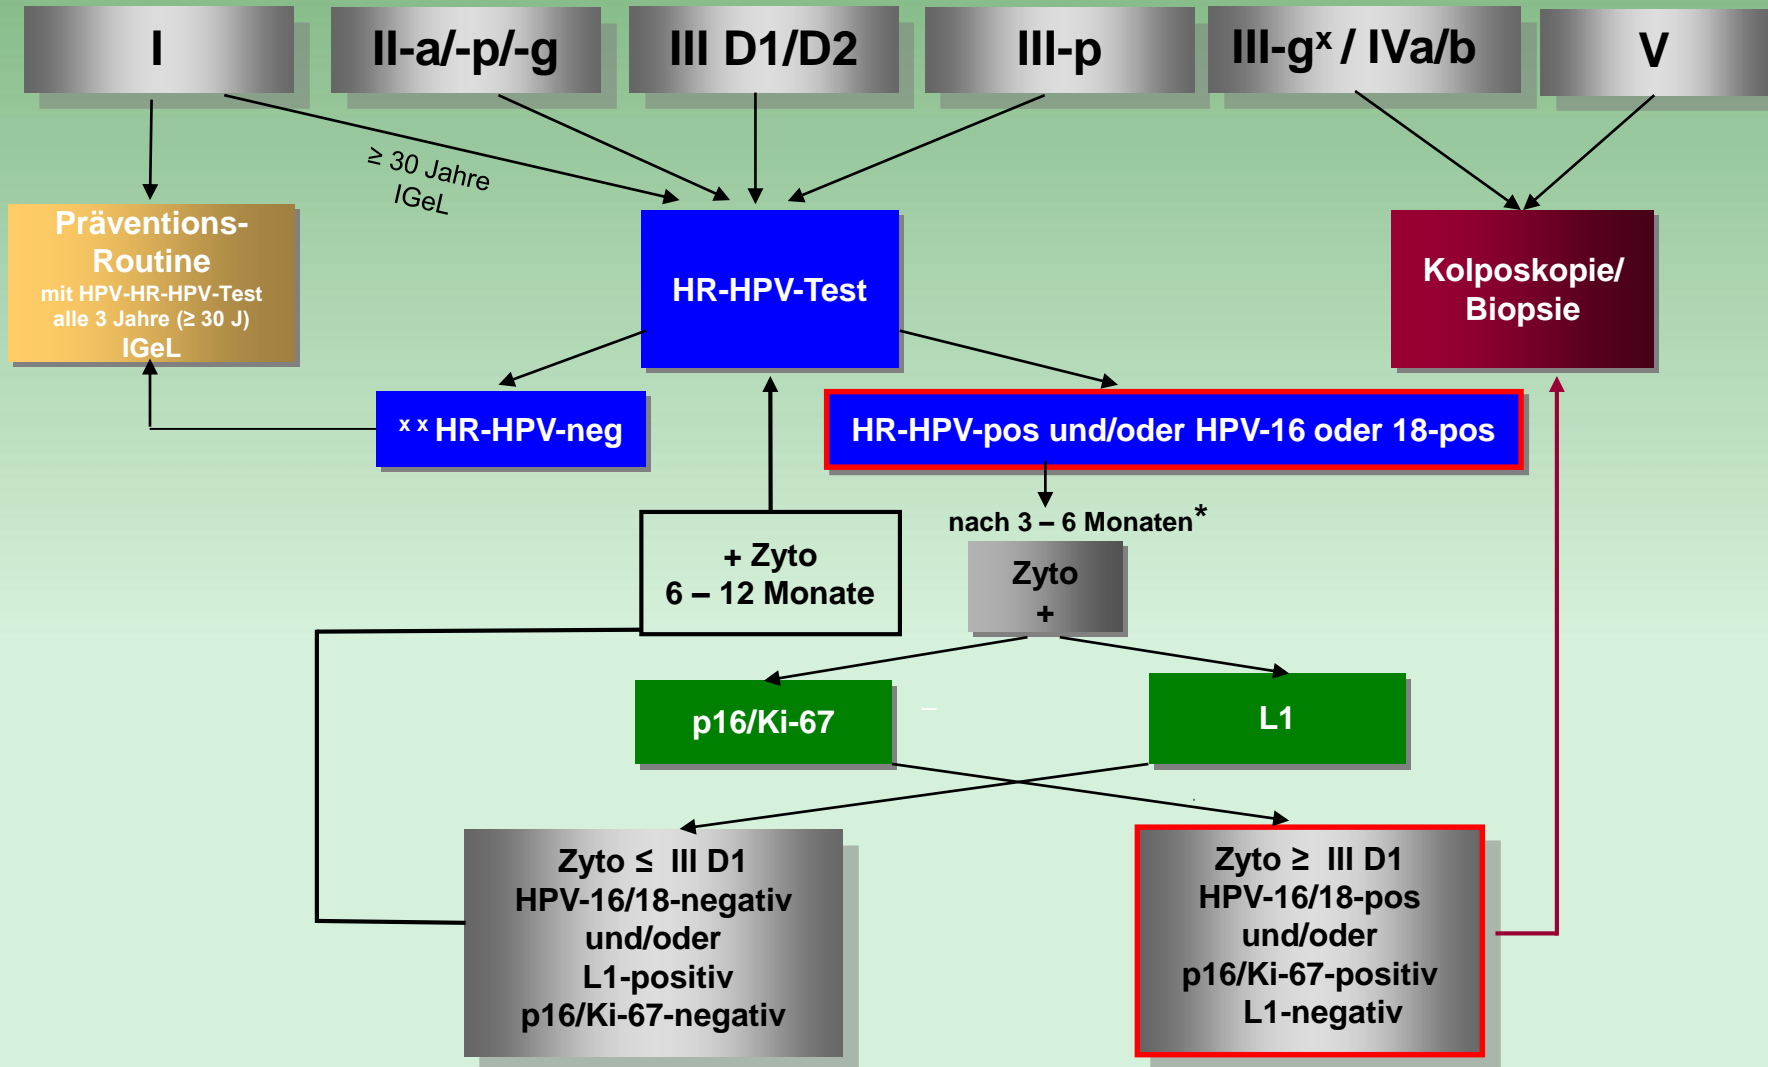 I
II-a/-p/-g
III D1/D2
III-p
III-gˣ / IVa/b
V
≥ 30 Jahre
IGeL
Präventions-
Routine
mit HPV-HR-HPV-Test
alle 3 Jahre (≥ 30 J)
IGeL
HR-HPV-Test
Kolposkopie/
Biopsie
ˣ ˣ HR-HPV-neg
HR-HPV-pos und/oder HPV-16 oder 18-pos
nach 3 – 6 Monaten*
+ Zyto
6 – 12 Monate
Zyto
+
p16/Ki-67
–
L1
Zyto ≤ III D1
HPV-16/18-negativ
und/oder
L1-positiv
p16/Ki-67-negativ
Zyto ≥ III D1
HPV-16/18-pos
und/oder
p16/Ki-67-positiv
L1-negativ